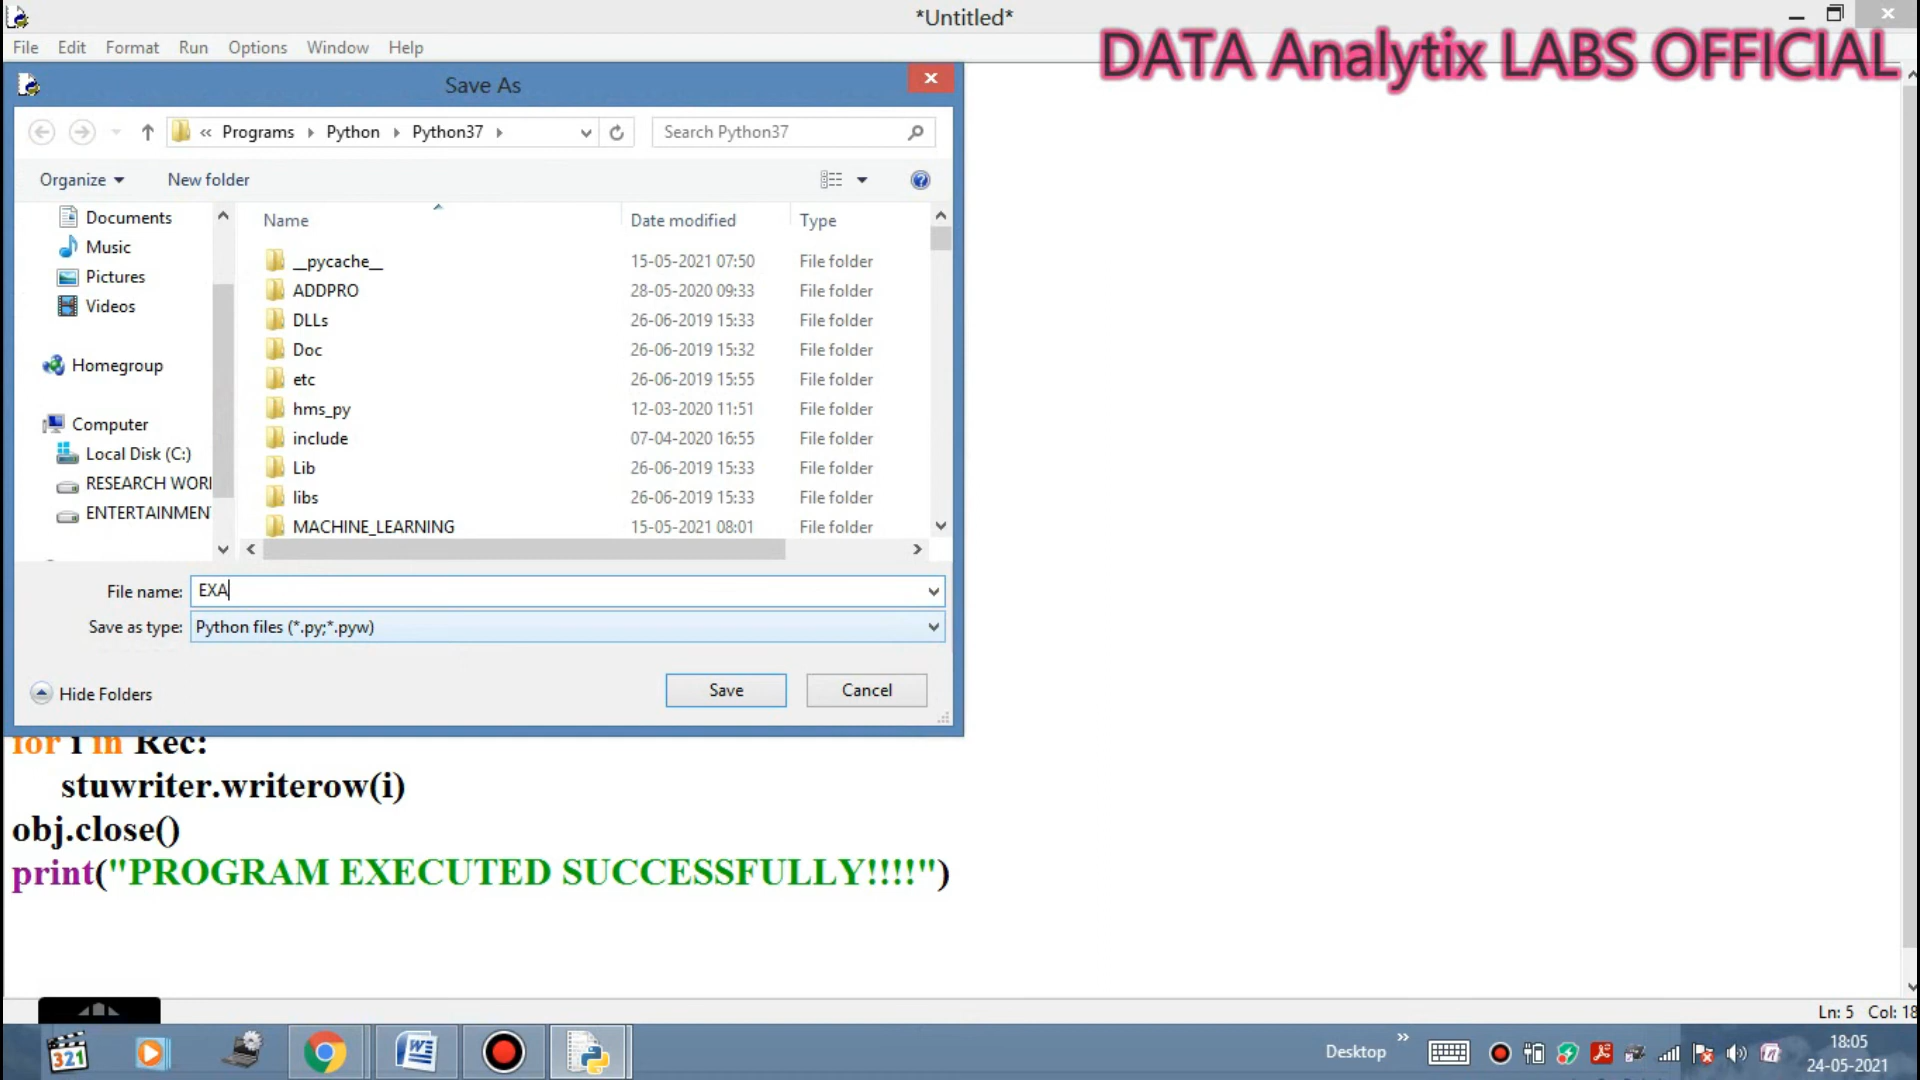 *Untitled*
File Edit Format Run Options Window Help
DATA Analytix LABS OFFICIAL
Save As
« Programs Python Python37
Search Python37
Organize New folder
Name Date modified Type
Documents
Music
Pictures
Videos
Homegroup
Computer
Local Disk (C:)
RESEARCH WORK
ENTERTAINMEN
__pycache__ 15-05-2021 07:50 File folder
ADDPRO 28-05-2020 09:33 File folder
DLLs 26-06-2019 15:33 File folder
Doc 26-06-2019 15:32 File folder
etc 26-06-2019 15:55 File folder
hms_py 12-03-2020 11:51 File folder
include 07-04-2020 16:55 File folder
Lib 26-06-2019 15:33 File folder
libs 26-06-2019 15:33 File folder
MACHINE_LEARNING 15-05-2021 08:01 File folder
File name: EXA
Save as type: Python files (*.py;*.pyw)
Hide Folders Save Cancel
for i in Rec:
stuwriter.writerow(i)
obj.close()
print("PROGRAM EXECUTED SUCCESSFULLY!!!!")
Ln: 5 Col: 18
321
Desktop »
18:05
24-05-2021